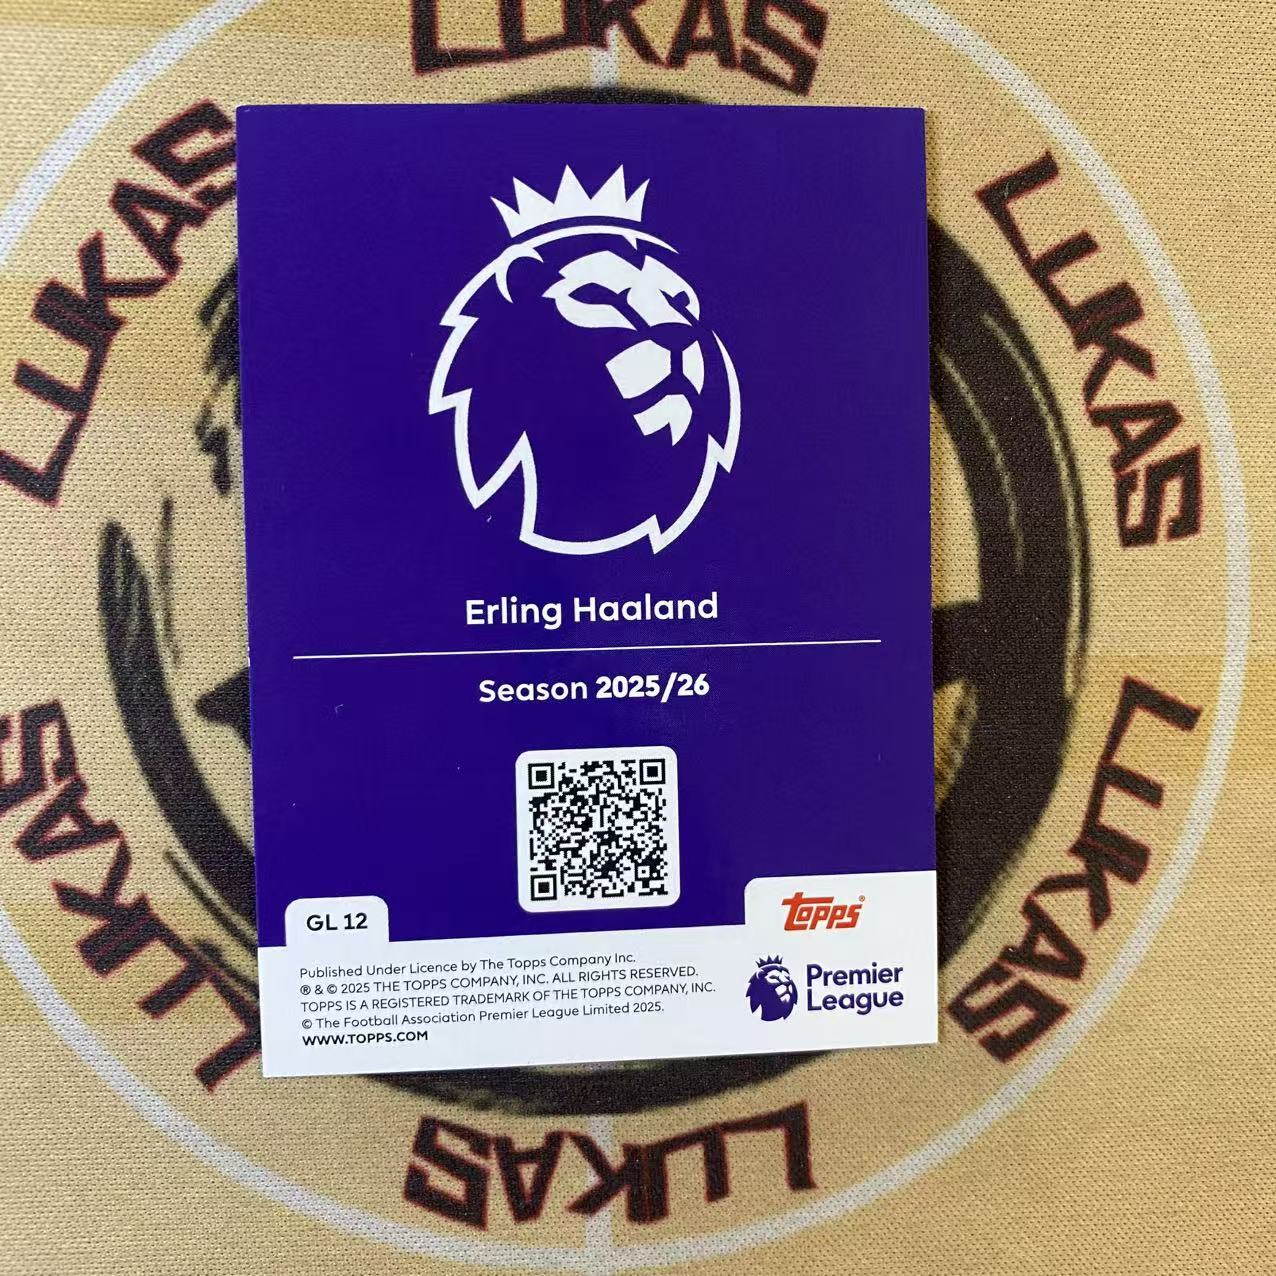 LUKAS
LUKAS
LUKAS
Erling Haaland
Season 2025/26
LUKAS
LUKAS
GL 12
TOPPS®
Published Under Licence by The Topps Company Inc.
® & © 2025 THE TOPPS COMPANY, INC. ALL RIGHTS RESERVED.
TOPPS IS A REGISTERED TRADEMARK OF THE TOPPS COMPANY, INC.
© The Football Association Premier League Limited 2025.
WWW.TOPPS.COM
Premier
League
LUKAS